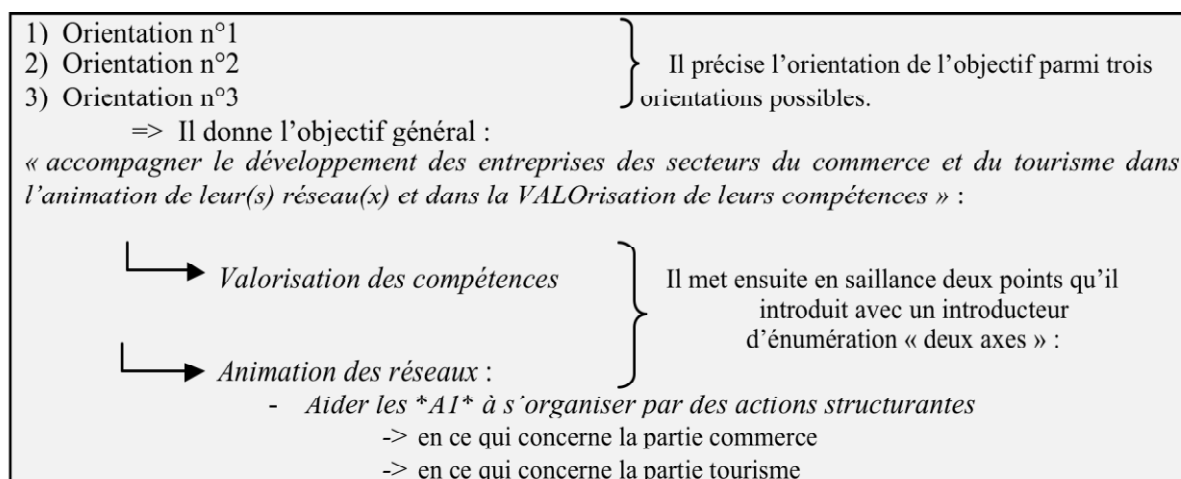 1) Orientation n°1
2) Orientation n°2
3) Orientation n°3
Il précise l’orientation de l’objectif parmi trois
orientations possibles.
=> Il donne l’objectif général :
« accompagner le développement des entreprises des secteurs du commerce et du tourisme dans
l’animation de leur(s) réseau(x) et dans la VALOrisation de leurs compétences » :
Valorisation des compétences
Il met ensuite en saillance deux points qu’il
introduit avec un introducteur
d’énumération « deux axes » :
Animation des réseaux :
- Aider les *AI* à s’organiser par des actions structurantes
-> en ce qui concerne la partie commerce
-> en ce qui concerne la partie tourisme